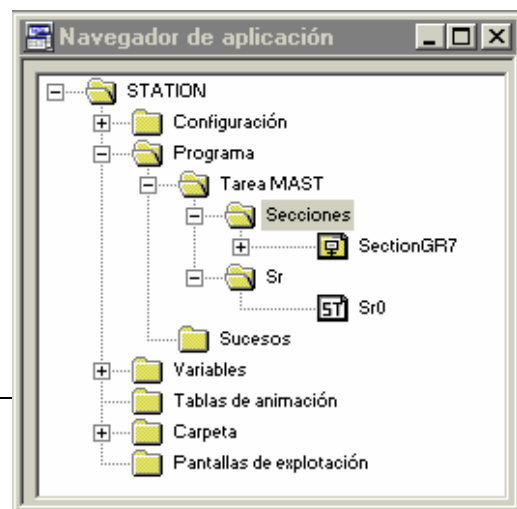 Navegador de aplicación
STATION
Configuración
Programa
Tarea MAST
Secciones
SectionGR7
Sr
ST Sr0
Sucesos
Variables
Tablas de animación
Carpeta
Pantallas de explotación